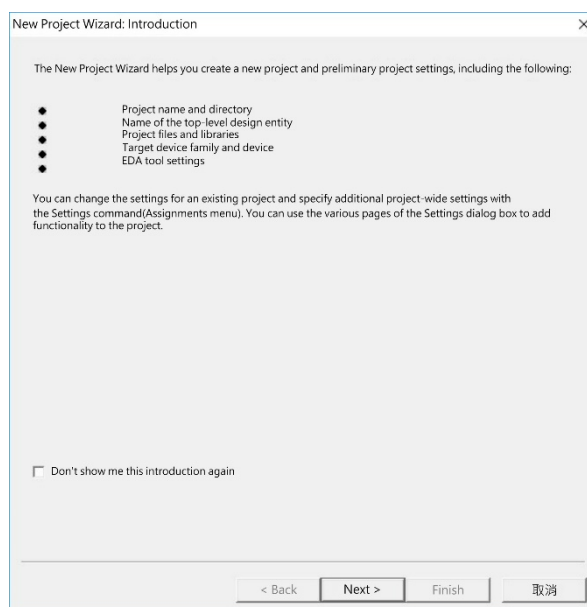 New Project Wizard: Introduction
The New Project Wizard helps you create a new project and preliminary project settings, including the following:
Project name and directory
Name of the top-level design entity
Project files and libraries
Target device family and device
EDA tool settings
You can change the settings for an existing project and specify additional project-wide settings with
the Settings command(Assignments menu). You can use the various pages of the Settings dialog box to add
functionality to the project.
Don't show me this introduction again
< Back Next > Finish 取消